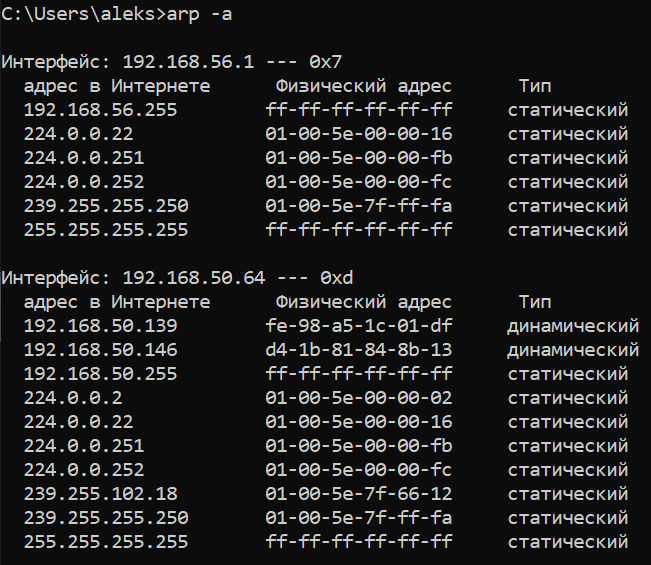 C:\Users\aleks>arp -a
Интерфейс: 192.168.56.1 --- 0x7
адрес в Интернете Физический адрес Тип
192.168.56.255 ff-ff-ff-ff-ff-ff статический
224.0.0.22 01-00-5e-00-00-16 статический
224.0.0.251 01-00-5e-00-00-fb статический
224.0.0.252 01-00-5e-00-00-fc статический
239.255.255.250 01-00-5e-7f-ff-fa статический
255.255.255.255 ff-ff-ff-ff-ff-ff статический
Интерфейс: 192.168.50.64 --- 0xd
адрес в Интернете Физический адрес Тип
192.168.50.139 fe-98-a5-1c-01-df динамический
192.168.50.146 d4-1b-81-84-8b-13 динамический
192.168.50.255 ff-ff-ff-ff-ff-ff статический
224.0.0.2 01-00-5e-00-00-02 статический
224.0.0.22 01-00-5e-00-00-16 статический
224.0.0.251 01-00-5e-00-00-fb статический
224.0.0.252 01-00-5e-00-00-fc статический
239.255.102.18 01-00-5e-7f-66-12 статический
239.255.255.250 01-00-5e-7f-ff-fa статический
255.255.255.255 ff-ff-ff-ff-ff-ff статический